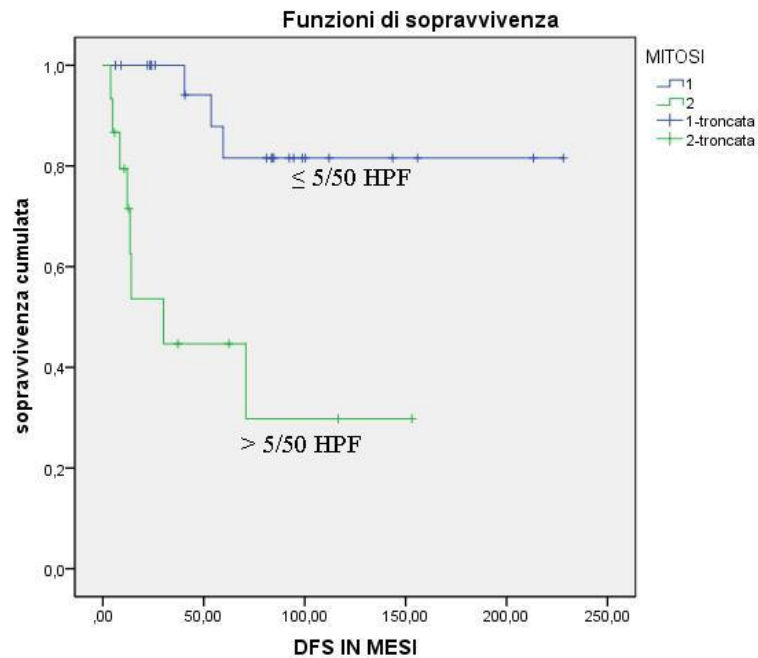 Funzioni di sopravvivenza
MITOSI
1
2
1-troncata
2-troncata
sopravvivenza cumulata
1,0
0,8
0,6
0,4
0,2
0,0
≤ 5/50 HPF
> 5/50 HPF
,00
50,00
100,00
150,00
200,00
250,00
DFS IN MESI